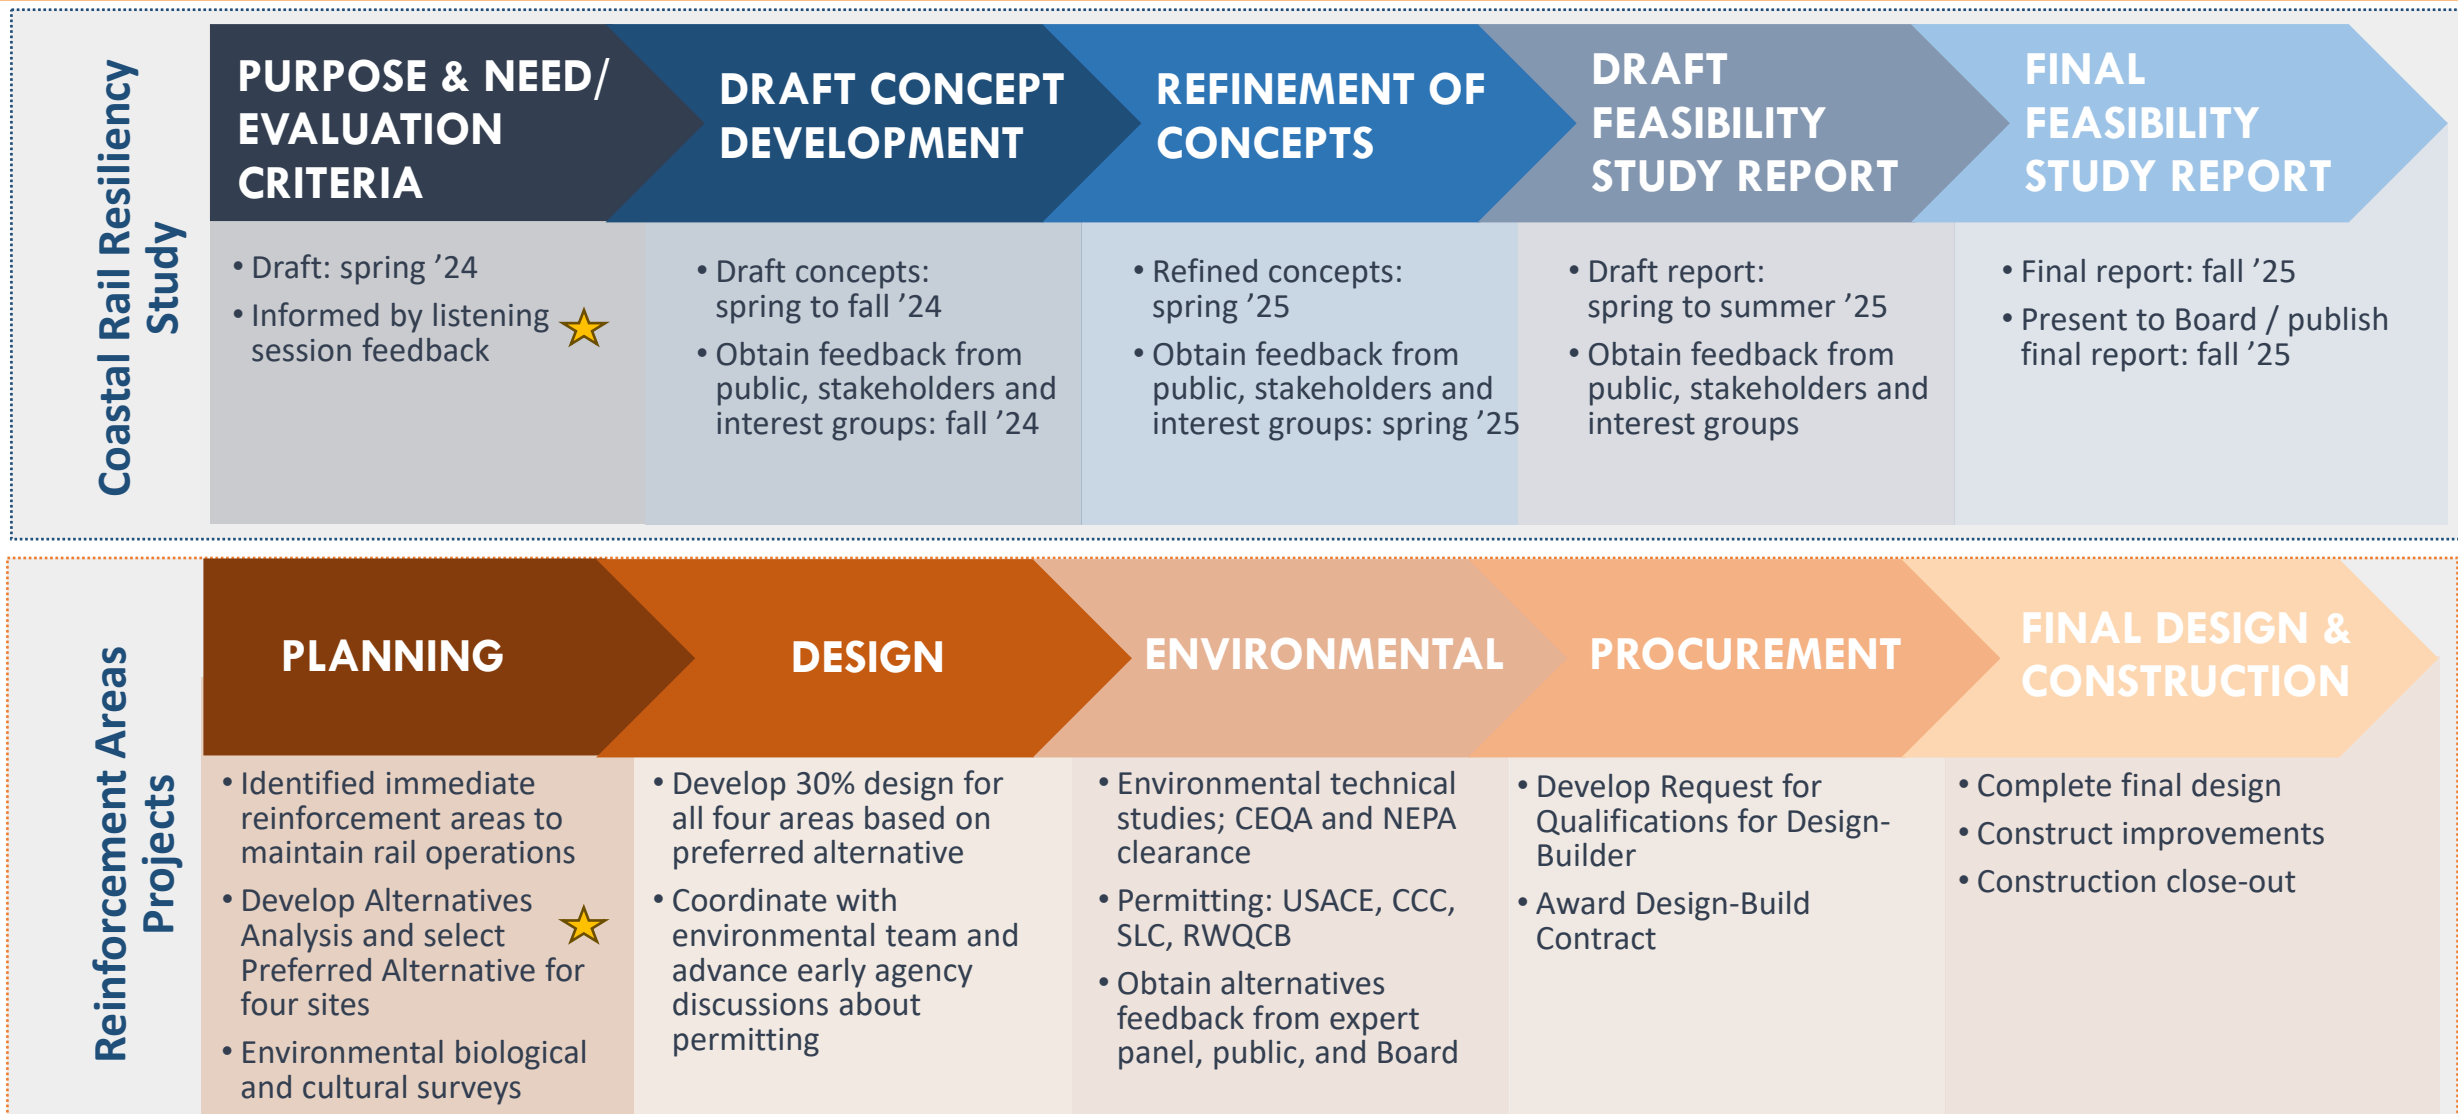 Coastal Rail Resiliency
Study
PURPOSE & NEED/
EVALUATION
CRITERIA
• Draft: spring ’24
• Informed by listening
session feedback
DRAFT CONCEPT
DEVELOPMENT
• Draft concepts:
spring to fall ’24
• Obtain feedback from
public, stakeholders and
interest groups: fall ’24
REFINEMENT OF
CONCEPTS
• Refined concepts:
spring ’25
• Obtain feedback from
public, stakeholders and
interest groups: spring ’25
DRAFT
FEASIBILITY
STUDY REPORT
• Draft report:
spring to summer ’25
• Obtain feedback from
public, stakeholders and
interest groups
FINAL
FEASIBILITY
STUDY REPORT
• Final report: fall ’25
• Present to Board / publish
final report: fall ’25
Reinforcement Areas
Projects
PLANNING
• Identified immediate
reinforcement areas to
maintain rail operations
• Develop Alternatives
Analysis and select
Preferred Alternative for
four sites
• Environmental biological
and cultural surveys
DESIGN
• Develop 30% design for
all four areas based on
preferred alternative
• Coordinate with
environmental team and
advance early agency
discussions about
permitting
ENVIRONMENTAL
• Environmental technical
studies; CEQA and NEPA
clearance
• Permitting: USACE, CCC,
SLC, RWQCB
• Obtain alternatives
feedback from expert
panel, public, and Board
PROCUREMENT
• Develop Request for
Qualifications for Design-
Builder
• Award Design-Build
Contract
FINAL DESIGN &
CONSTRUCTION
• Complete final design
• Construct improvements
• Construction close-out